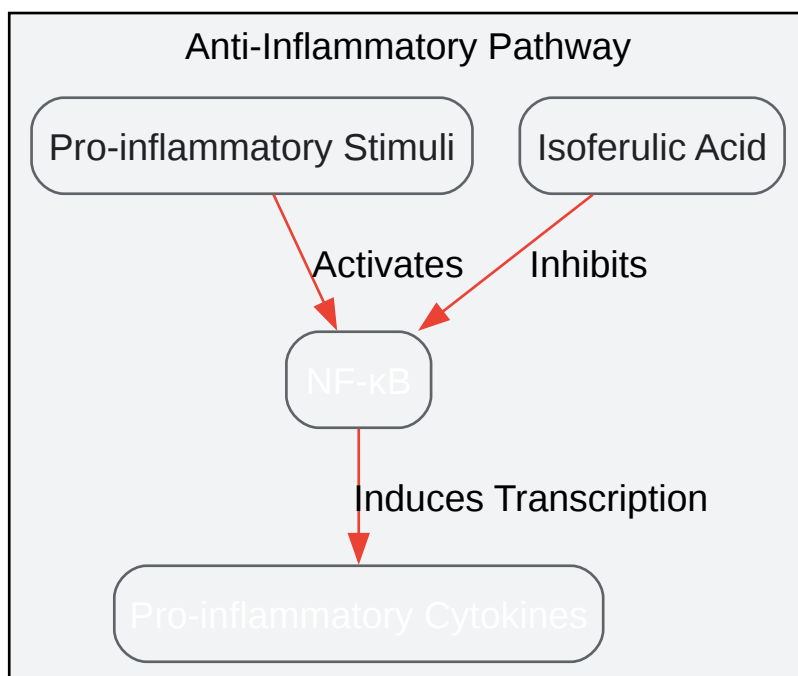 Anti-Inflammatory Pathway
Pro-inflammatory Stimuli
Isoferulic Acid
Activates
Inhibits
NF-κB
Induces Transcription
Pro-inflammatory Cytokines